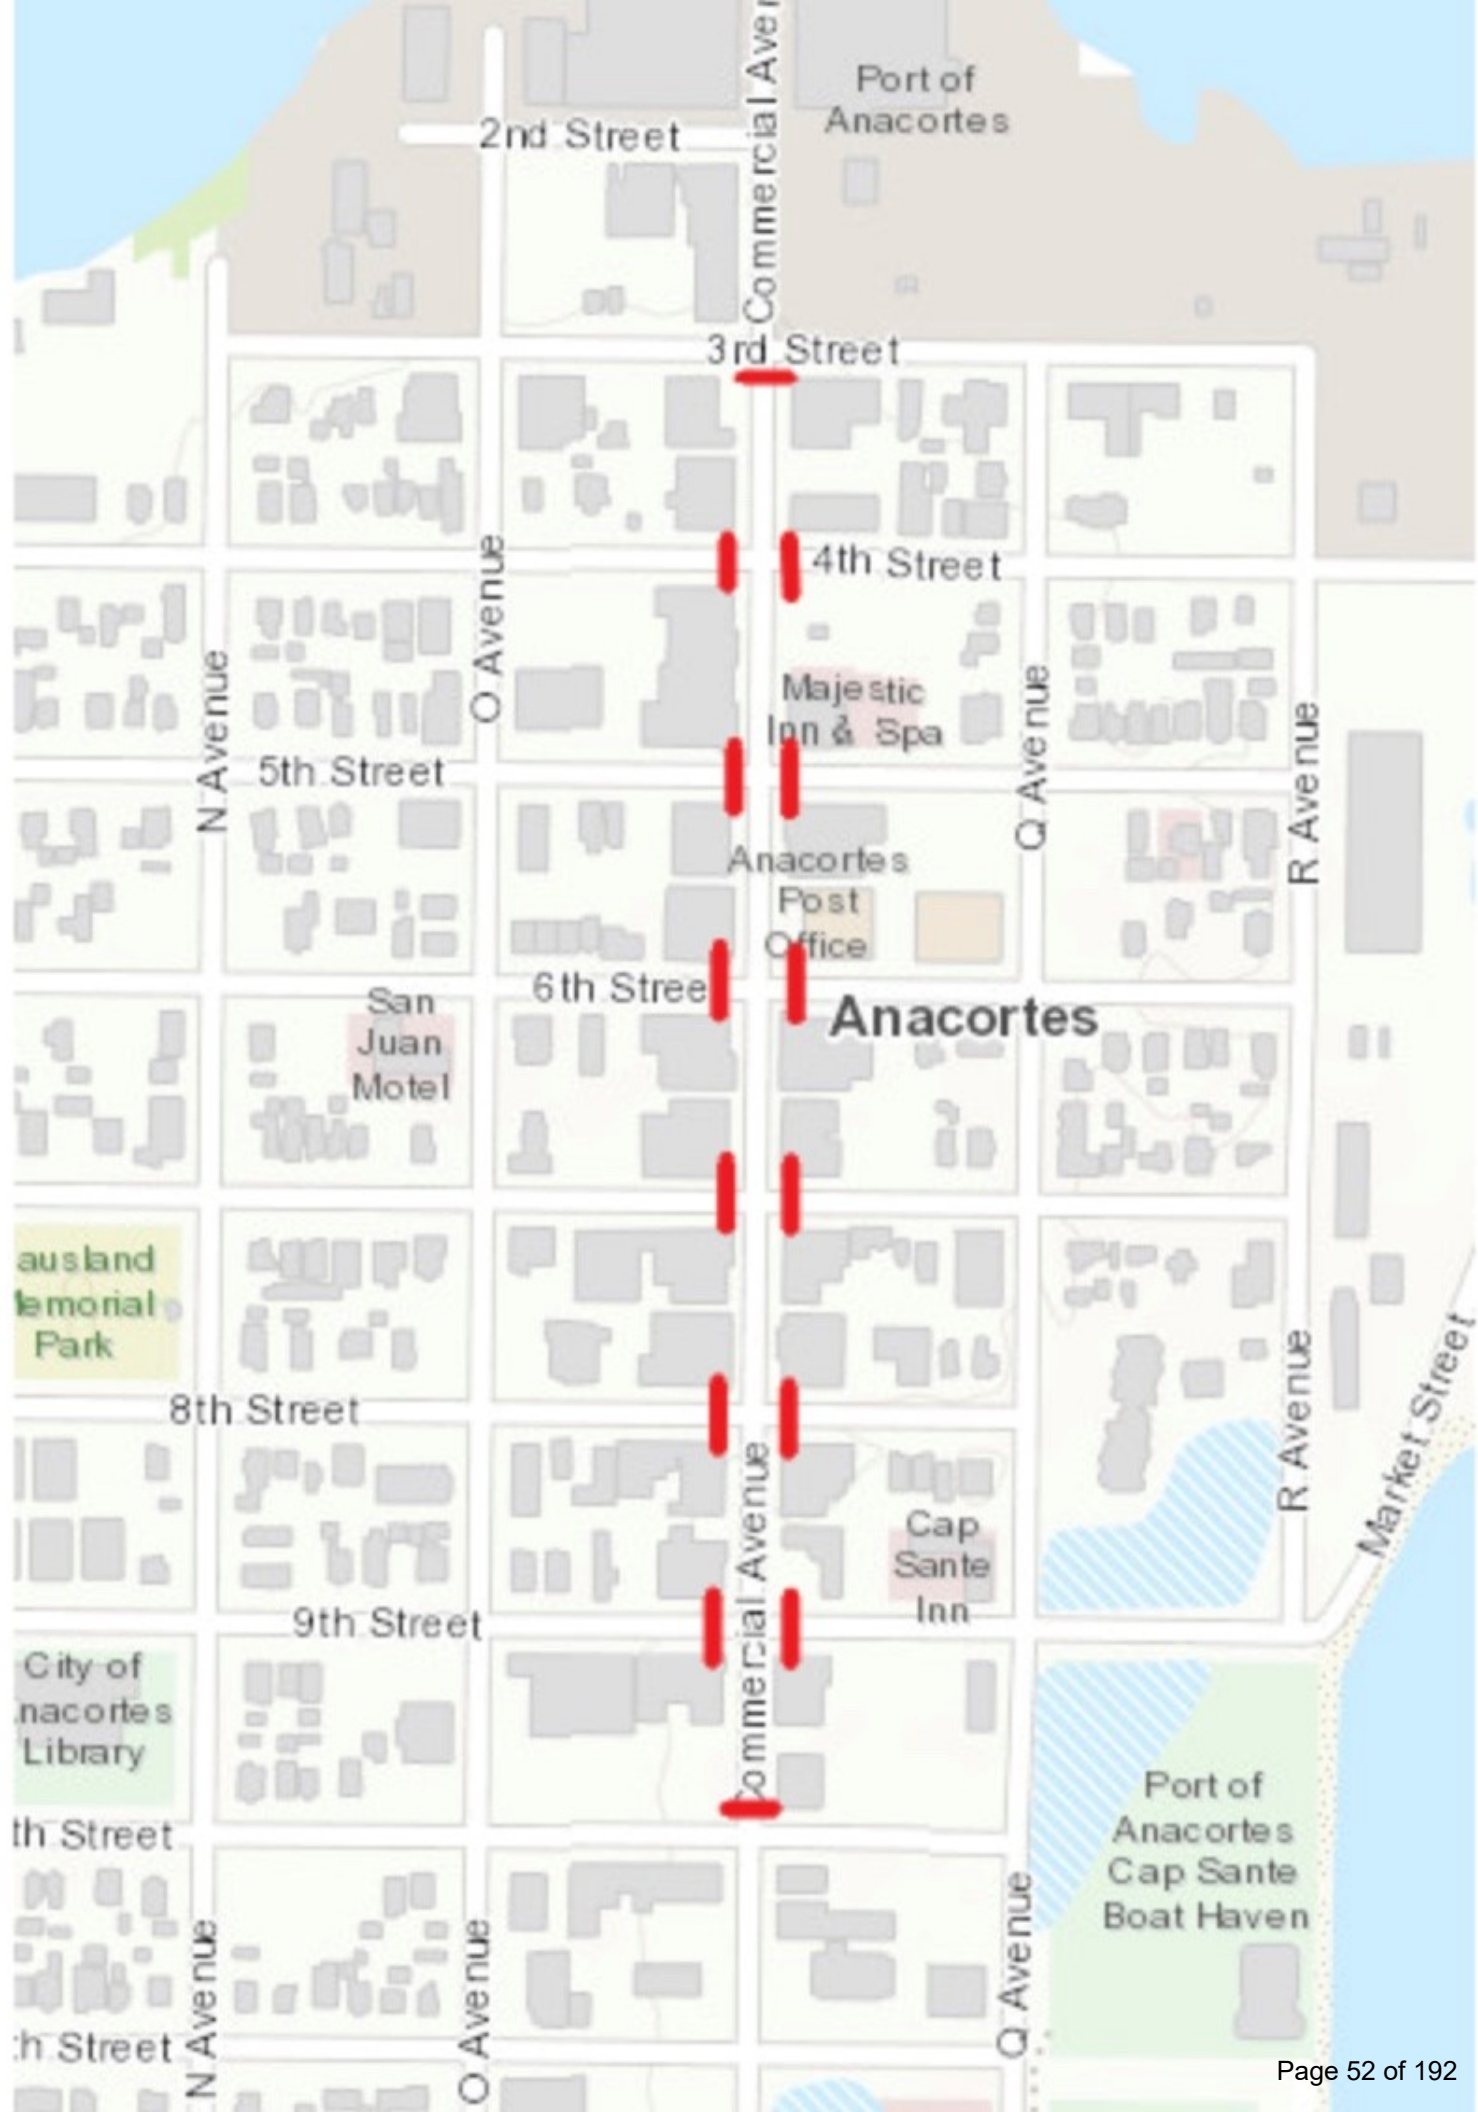 Commercial Aven
Port of
Anacortes
2nd Street
3rd Street
4th Street
O Avenue
N Avenue
Majestic
Inn & Spa
Q Avenue
R Avenue
5th Street
Anacortes
Post
Office
6th Stree
San
Juan
Motel
Anacortes
ausland
Memorial
Park
8th Street
R Avenue
Market Street
Commercial Avenue
Cap
Sante
Inn
9th Street
City of
nacortes
Library
th Street
Port of
Anacortes
Cap Sante
Boat Haven
N Avenue
O Avenue
Q Avenue
h Street
Page 52 of 192